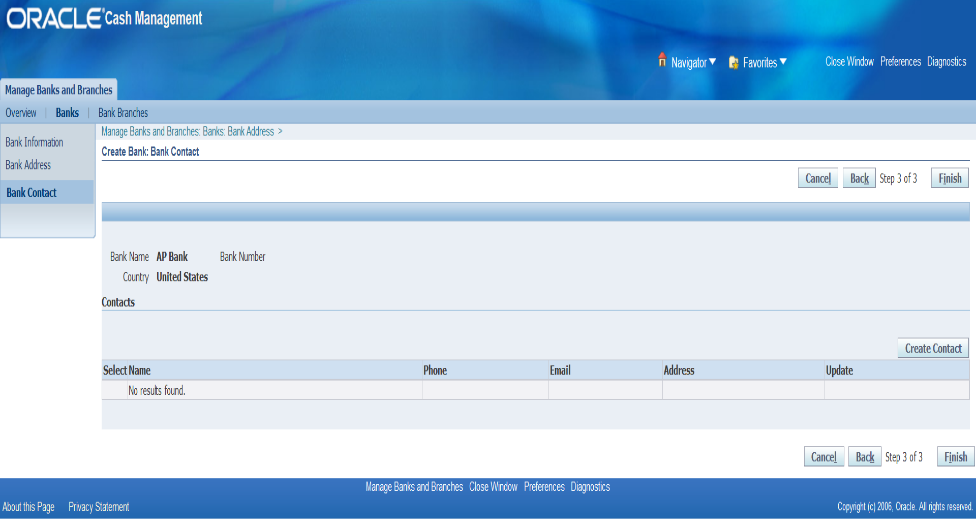 ORACLE® Cash Management
Navigator Favorites Close Window Preferences Diagnostics
Manage Banks and Branches
Overview | Banks | Bank Branches
Bank Information
Bank Address
Bank Contact
Manage Banks and Branches: Banks: Bank Address >
Create Bank: Bank Contact
Cancel Back Step 3 of 3 Finish
Bank Name AP Bank Bank Number
Country United States
Contacts
Create Contact
Select Name Phone Email Address Update
No results found.
Cancel Back Step 3 of 3 Finish
Manage Banks and Branches Close Window Preferences Diagnostics
About this Page Privacy Statement Copyright (c) 2006, Oracle. All rights reserved.